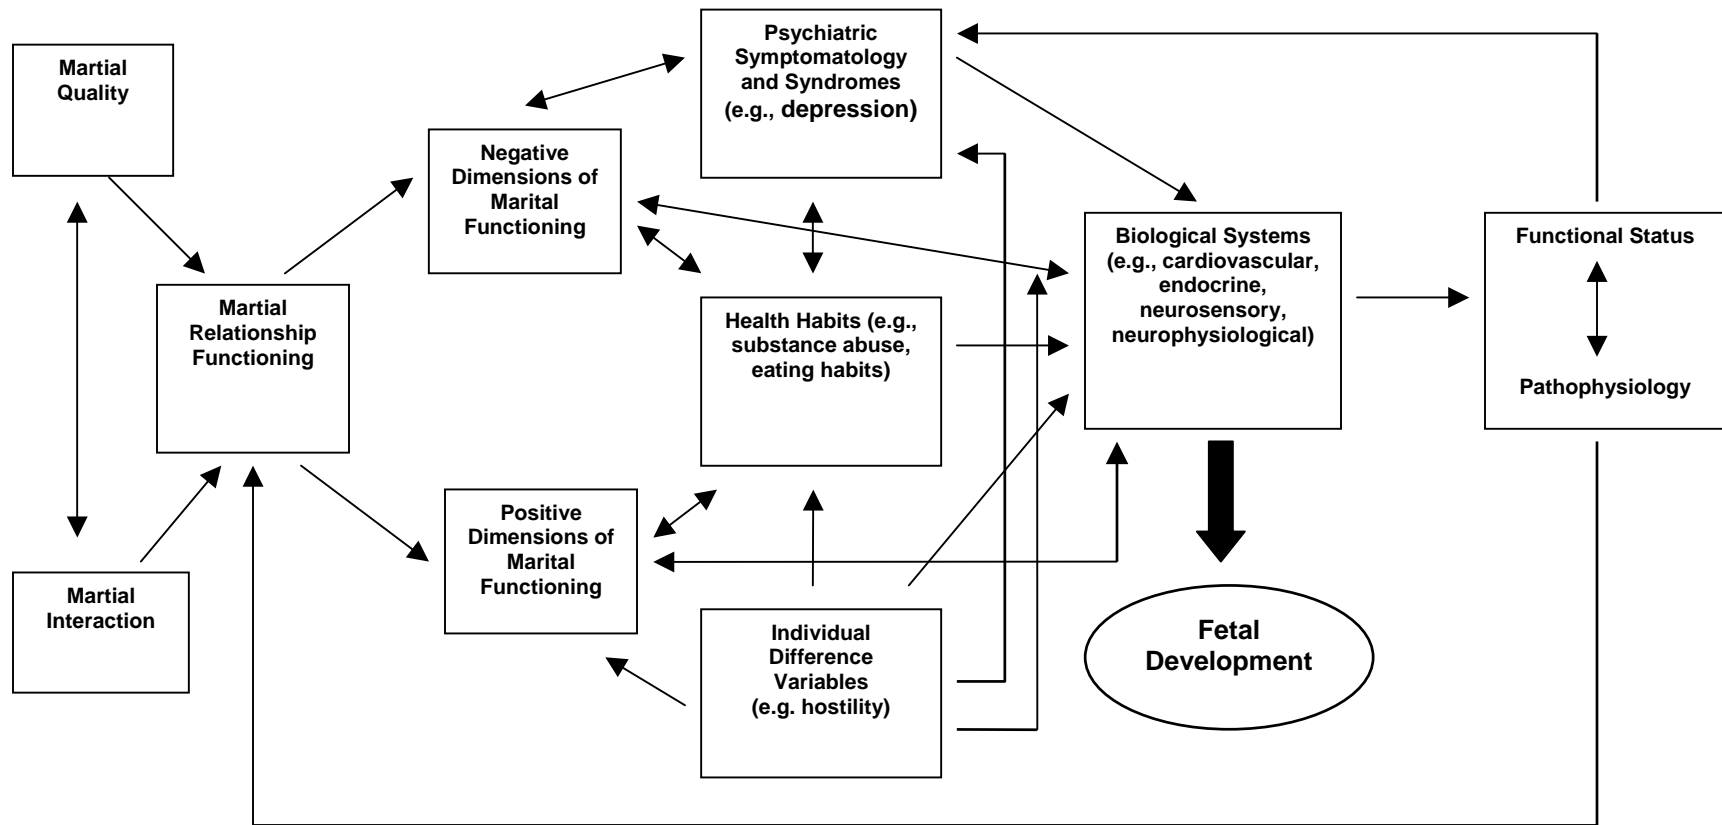 Martial
Quality
Psychiatric
Symptomatology
and Syndromes
(e.g., depression)
Negative
Dimensions of
Marital
Functioning
Biological Systems
(e.g., cardiovascular,
endocrine,
neurosensory,
neurophysiological)
Functional Status
Pathophysiology
Martial
Relationship
Functioning
Health Habits (e.g.,
substance abuse,
eating habits)
Positive
Dimensions of
Marital
Functioning
Martial
Interaction
Individual
Difference
Variables
(e.g. hostility)
Fetal
Development